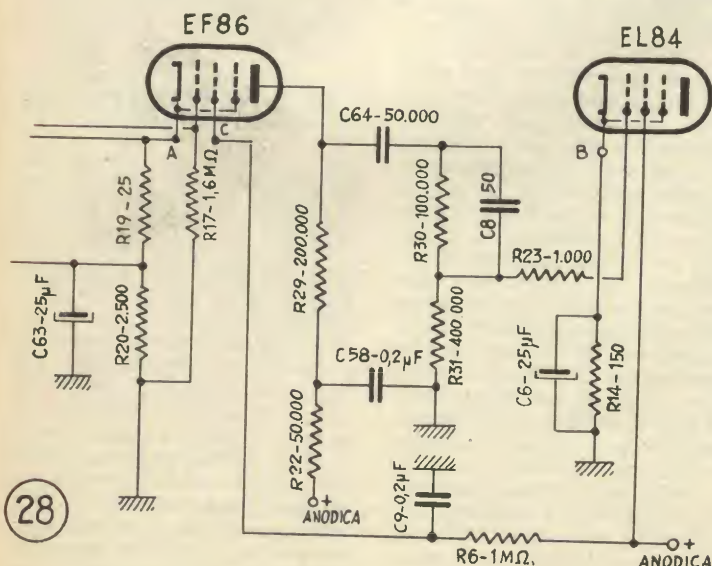 EF86
EL84
C64-50.000
A
C
B
R19-25
R17-1,6MΩ
R30-100.000
C8 50
R29-200.000
R23-1.000
C63-25µF
R20-2.500
C58-0,2µF
R31-400.000
C6-25µF
R14-150
R22-50.000
+
ANODICA
C9-0,2µF
R6-1MΩ.
+
ANODICA
28